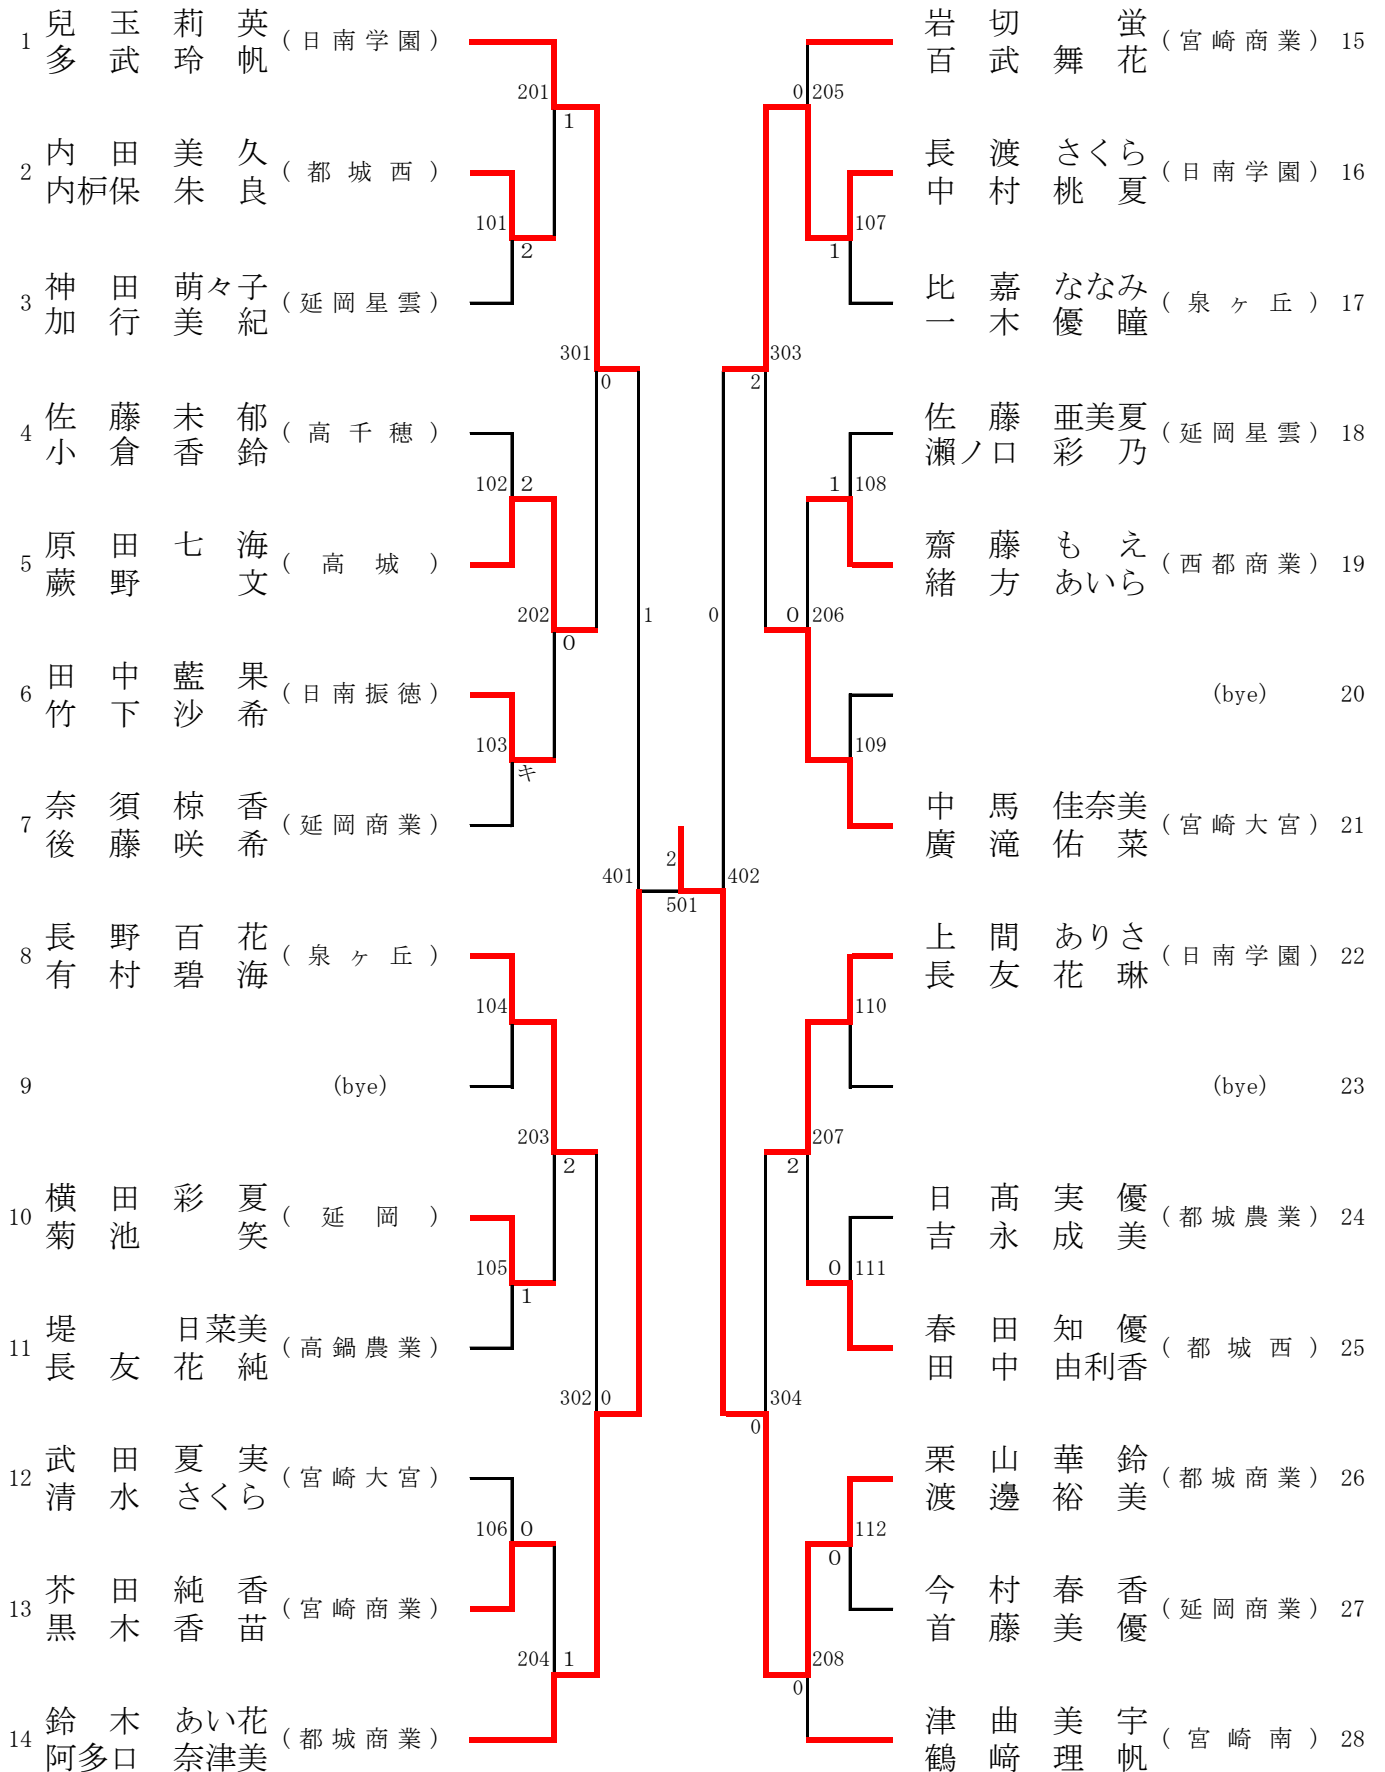 1 兒玉莉英 (日南学園)
多武玲帆
201
1
2 内田美久 (都城西)
内枦保朱良
101
2
3 神田萌々子 (延岡星雲)
加行美紀
301
0
4 佐藤未郁 (高千穂)
小倉香鈴
102 2
5 原田七海 (高城)
蕨野文
202
0
1
6 田中藍果 (日南振徳)
竹下沙希
103
キ
7 奈須椋香 (延岡商業)
後藤咲希
401
2
501
8 長野百花 (泉ヶ丘)
有村碧海
104
9 (bye)
203
2
10 横田彩夏 (延岡)
菊池笑
105
1
11 堤日菜美 (高鍋農業)
長友花純
302 0
12 武田夏実 (宮崎大宮)
清水さくら
106 0
13 芥田純香 (宮崎商業)
黒木香苗
204 1
14 鈴木あい花 (都城商業)
阿多口奈津美
岩切蛍 (宮崎商業) 15
百武舞花
0 205
長渡さくら (日南学園) 16
中村桃夏
107
1
比嘉ななみ (泉ヶ丘) 17
一木優瞳
303
2
佐藤亜美夏 (延岡星雲) 18
瀬ノ口彩乃
1 108
齋藤もえ (西都商業) 19
緒方あいら
0
0 206
(bye) 20
109
中馬佳奈美 (宮崎大宮) 21
廣滝佑菜
402
上間ありさ (日南学園) 22
長友花琳
110
(bye) 23
207
2
日髙実優 (都城農業) 24
吉永成美
0 111
春田知優 (都城西) 25
田中由利香
304
0
栗山華鈴 (都城商業) 26
渡邊裕美
112
0
今村春香 (延岡商業) 27
首藤美優
208
0
津曲美宇 (宮崎南) 28
鶴﨑理帆